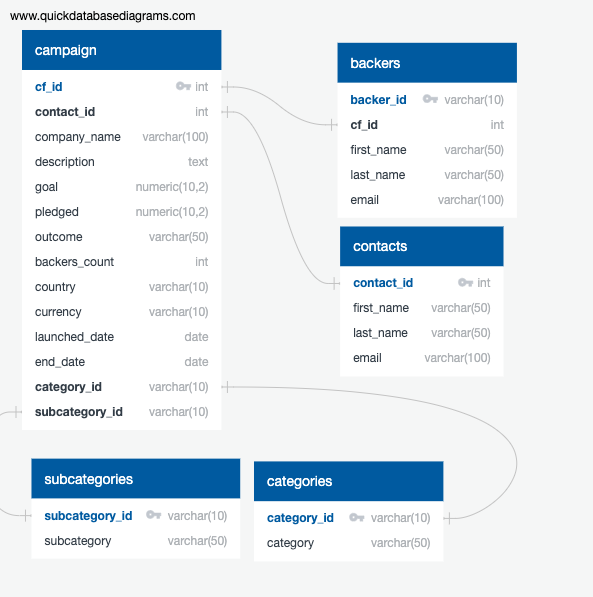 www.quickdatabasediagrams.com
campaign
cf_id int
contact_id int
company_name varchar(100)
description text
goal numeric(10,2)
pledged numeric(10,2)
outcome varchar(50)
backers_count int
country varchar(10)
currency varchar(10)
launched_date date
end_date date
category_id varchar(10)
subcategory_id varchar(10)
backers
backer_id varchar(10)
cf_id int
first_name varchar(50)
last_name varchar(50)
email varchar(100)
contacts
contact_id int
first_name varchar(50)
last_name varchar(50)
email varchar(100)
subcategories
subcategory_id varchar(10)
subcategory varchar(50)
categories
category_id varchar(10)
category varchar(50)